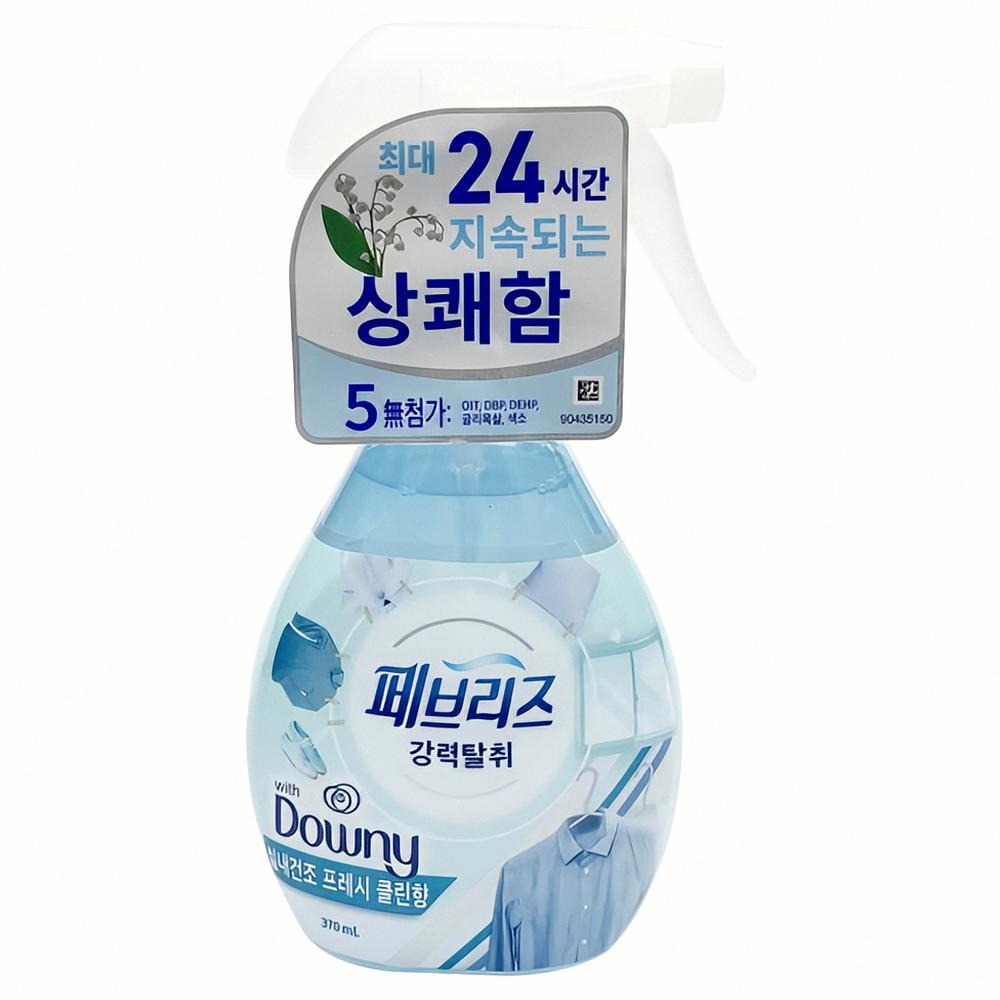 최대 24 시간
지속되는
상쾌함
5 無첨가:
OIT, DBP, DEHP,
글리옥살, 색소
90435150
페브리즈
강력탈취
with
Downy
실내건조 프레시 클린향
370 mL